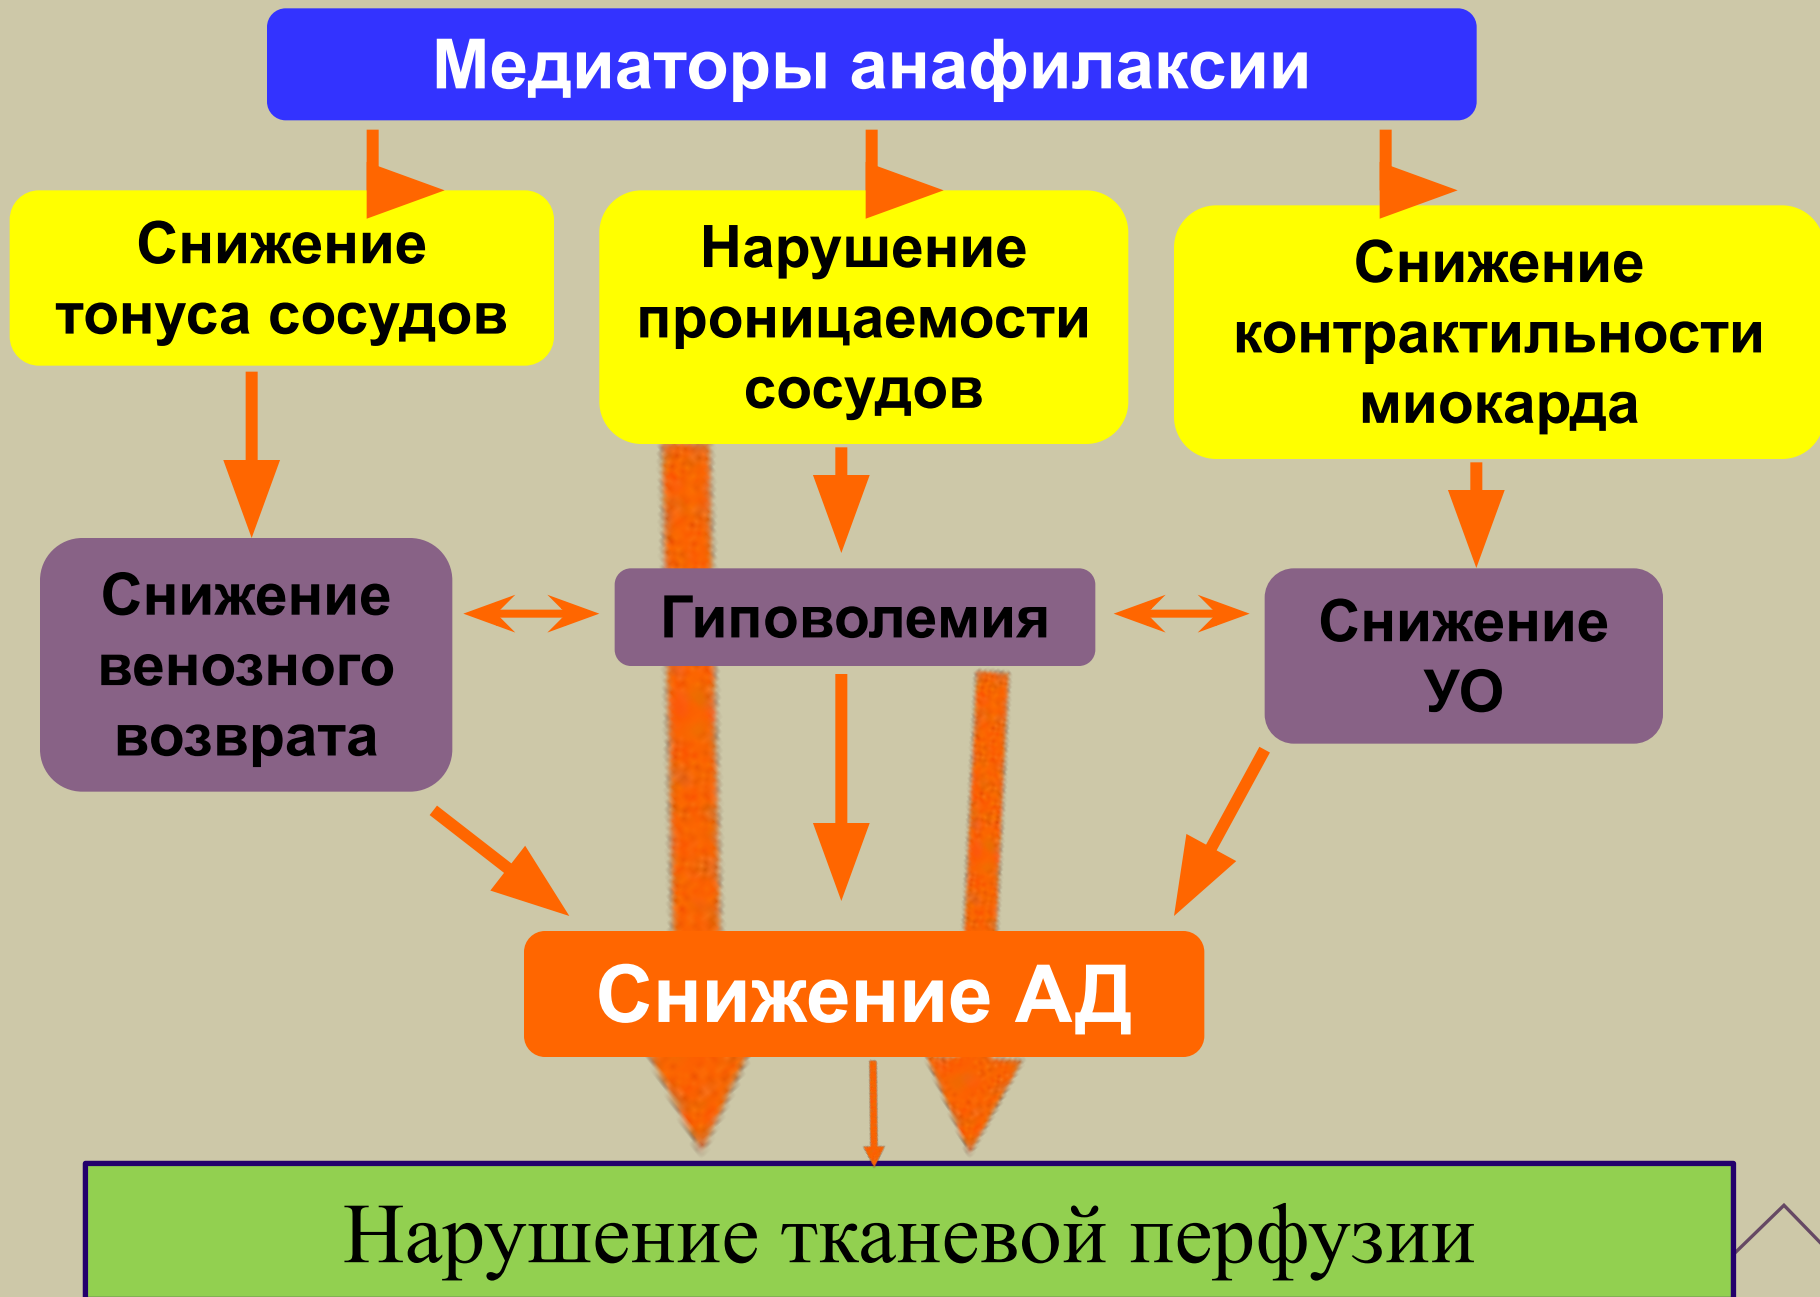 Медиаторы анафилаксии
Снижение
тонуса сосудов
Нарушение
проницаемости
сосудов
Снижение
контрактильности
миокарда
Снижение
венозного
возврата
Гиповолемия
Снижение
УО
Снижение АД
Нарушение тканевой перфузии